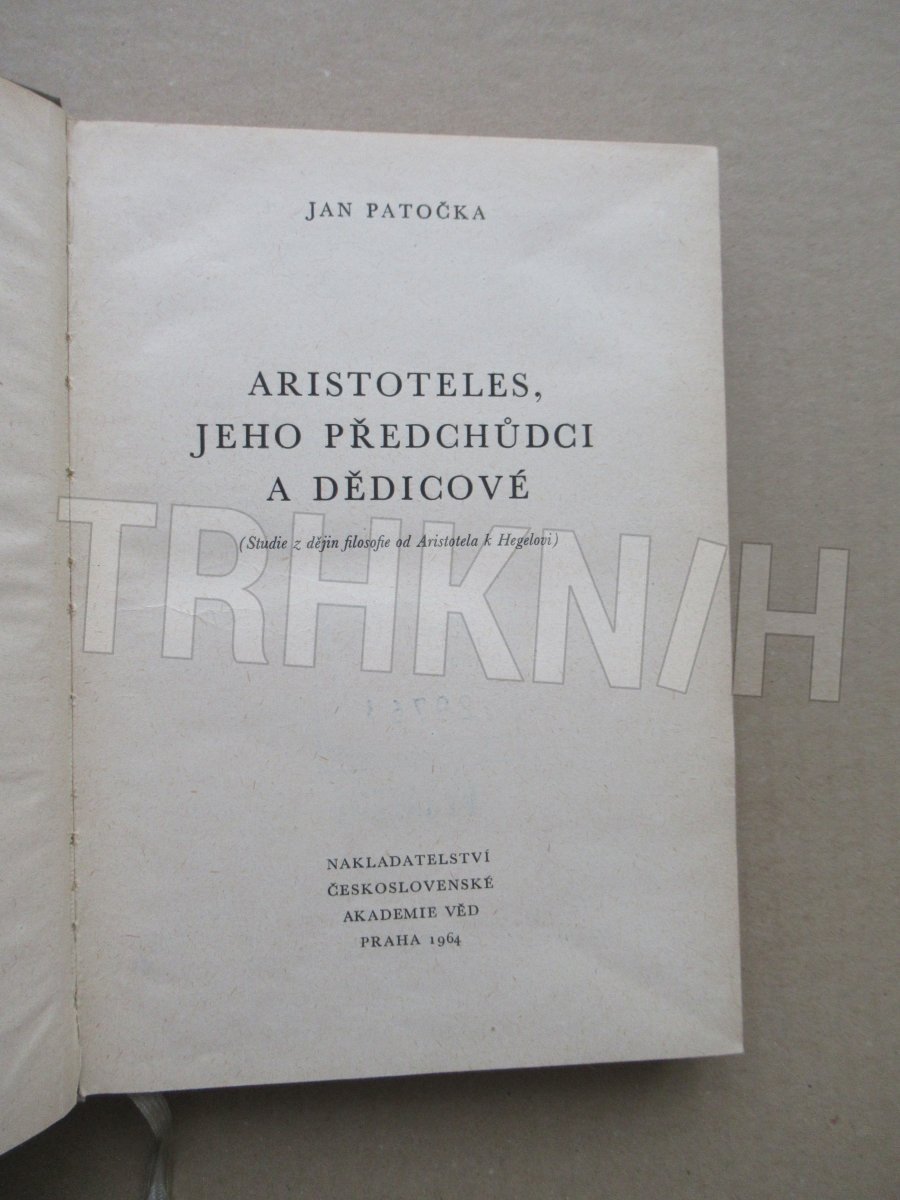 JAN PATOČKA
ARISTOTELES,
JEHO PŘEDCHŮDCI
A DĚDICOVÉ
(Studie z dějin filosofie od Aristotela k Hegelovi)
TRHKNIH
NAKLADATELSTVÍ
ČESKOSLOVENSKÉ
AKADEMIE VĚD
PRAHA 1964